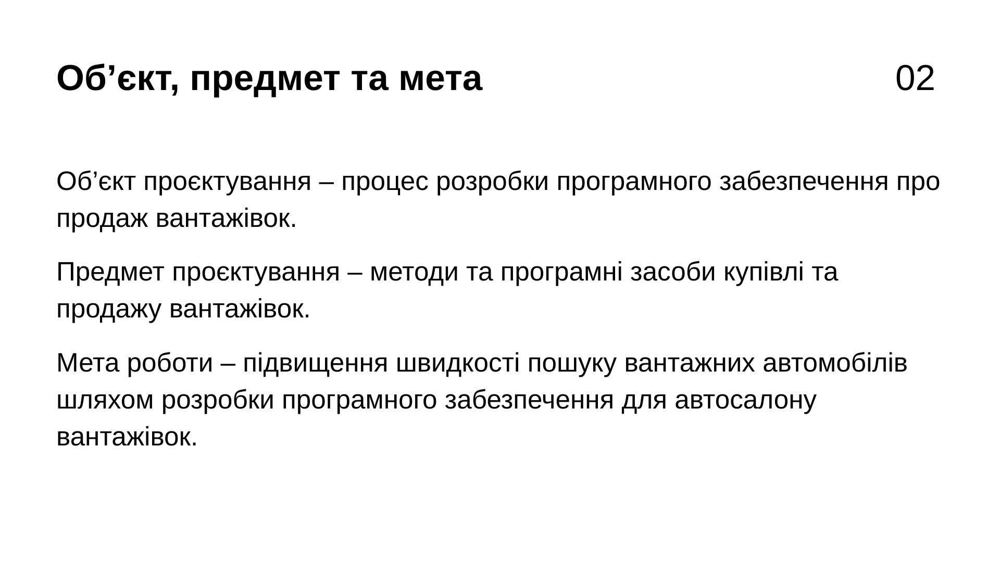 Об’єкт, предмет та мета 02
Об’єкт проєктування – процес розробки програмного забезпечення про
продаж вантажівок.
Предмет проєктування – методи та програмні засоби купівлі та
продажу вантажівок.
Мета роботи – підвищення швидкості пошуку вантажних автомобілів
шляхом розробки програмного забезпечення для автосалону
вантажівок.